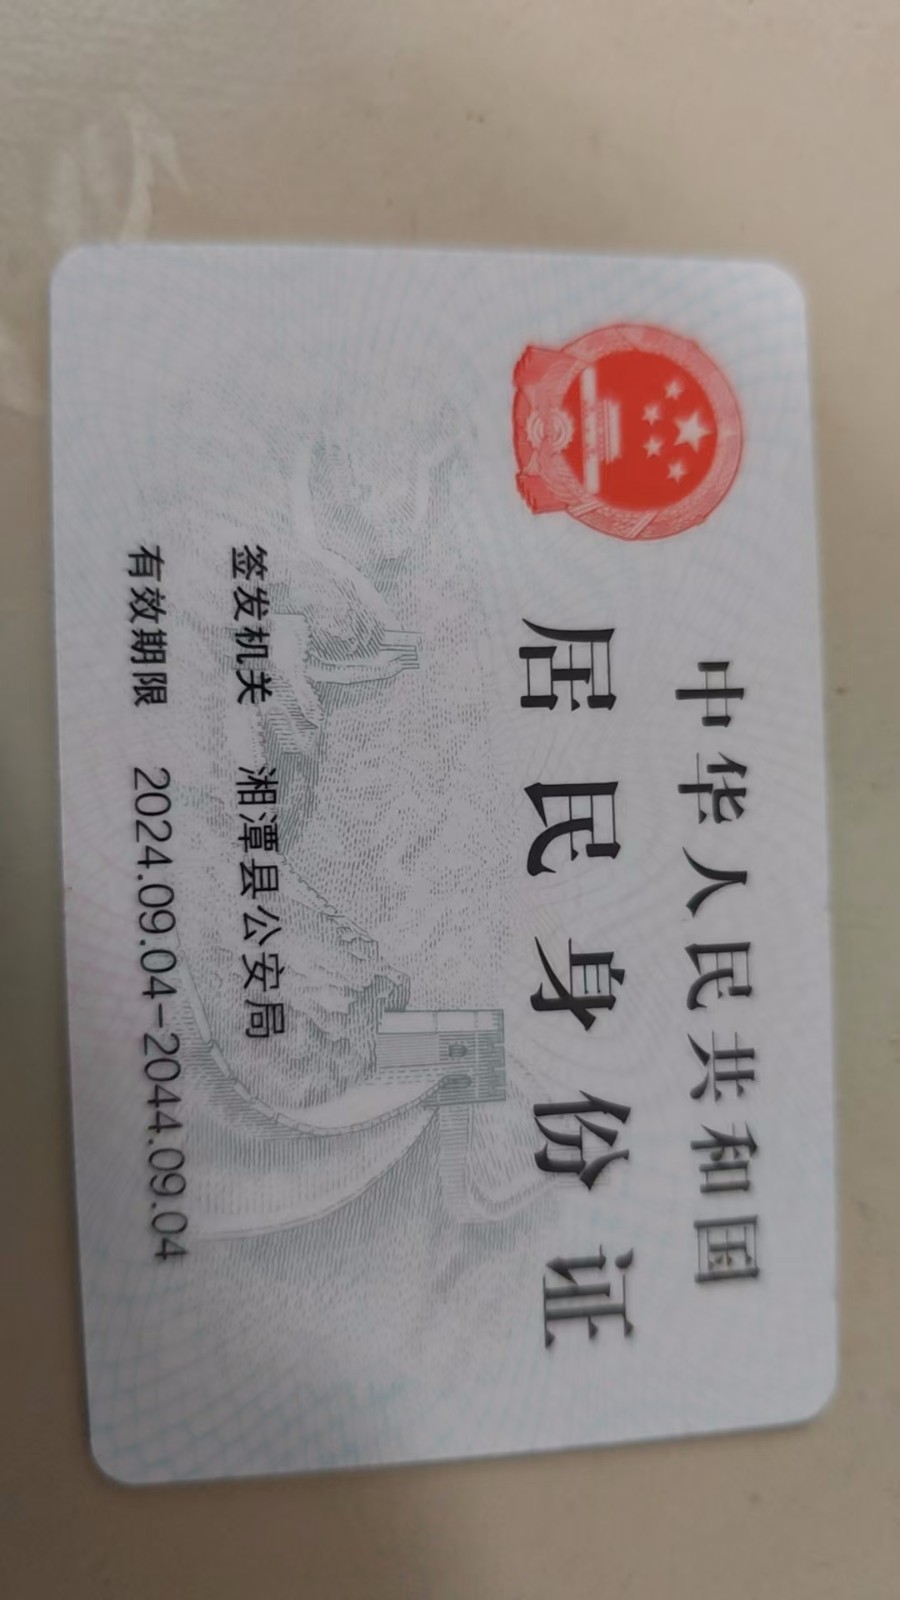 中华人民共和国
居民身份证
签发机关 湘潭县公安局
有效期限 2024.09.04-2044.09.04